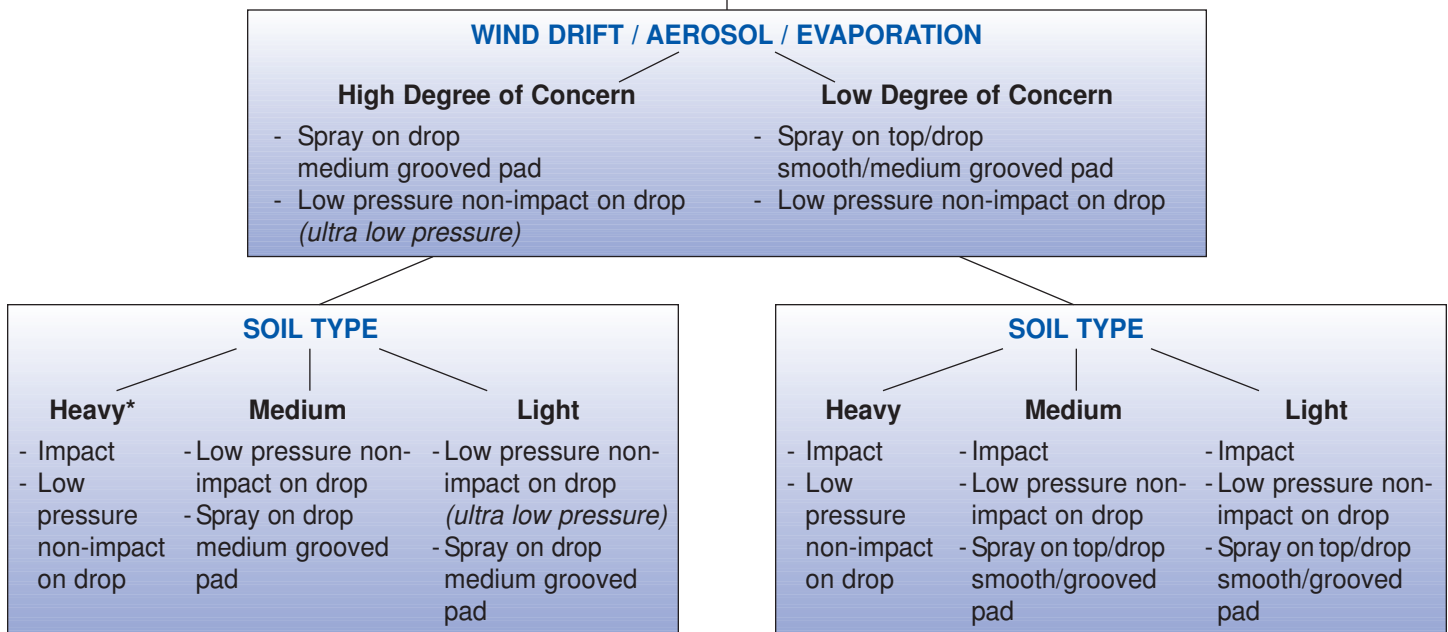 WIND DRIFT / AEROSOL / EVAPORATION
High Degree of Concern
- Spray on drop
medium grooved pad
- Low pressure non-impact on drop
(ultra low pressure)
Low Degree of Concern
- Spray on top/drop
smooth/medium grooved pad
- Low pressure non-impact on drop
SOIL TYPE
Heavy*
- Impact
- Low
pressure
non-impact
on drop
Medium
- Low pressure non-
impact on drop
- Spray on drop
medium grooved
pad
Light
- Low pressure non-
impact on drop
(ultra low pressure)
- Spray on drop
medium grooved
pad
SOIL TYPE
Heavy
- Impact
- Low
pressure
non-impact
on drop
Medium
- Impact
- Low pressure non-
impact on drop
- Spray on top/drop
smooth/grooved
pad
Light
- Impact
- Low pressure non-
impact on drop
- Spray on top/drop
smooth/grooved
pad